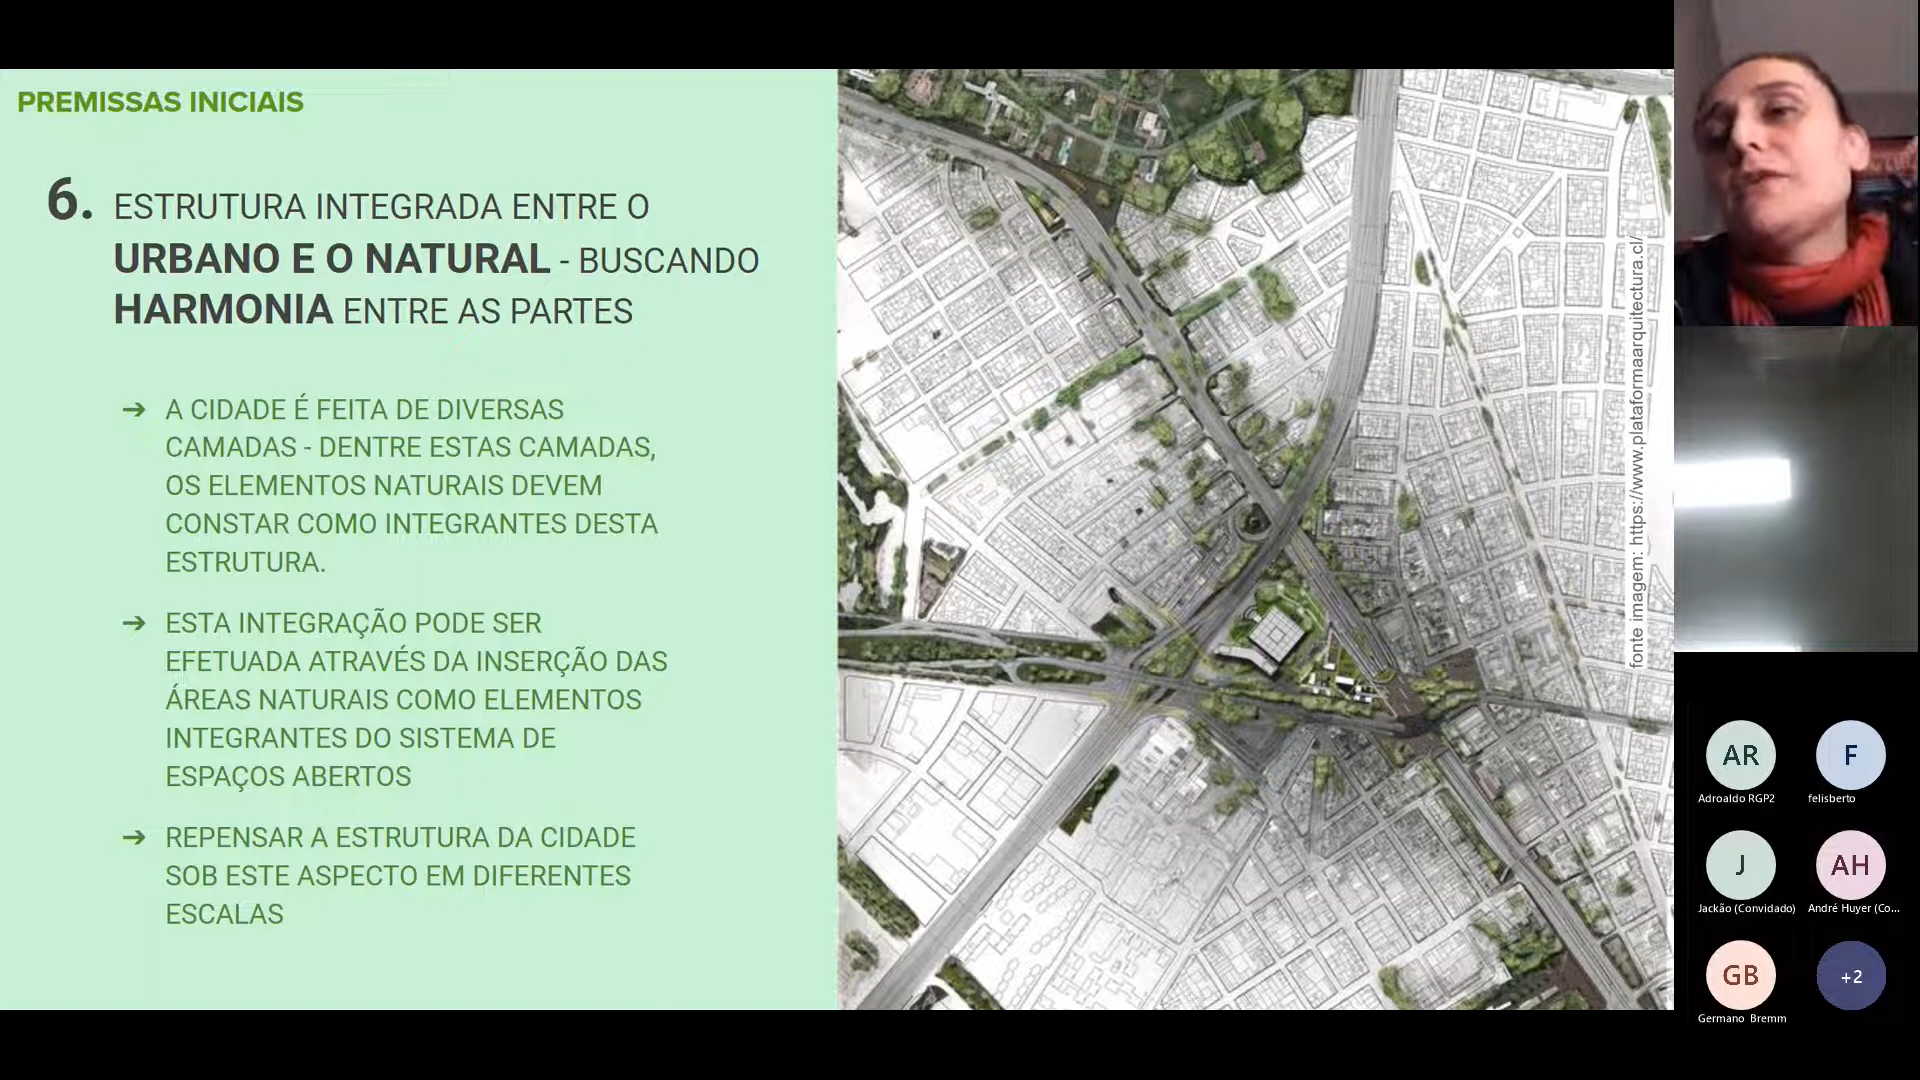 PREMISSAS INICIAIS
6. ESTRUTURA INTEGRADA ENTRE O
URBANO E O NATURAL - BUSCANDO
HARMONIA ENTRE AS PARTES
➔ A CIDADE É FEITA DE DIVERSAS
CAMADAS - DENTRE ESTAS CAMADAS,
OS ELEMENTOS NATURAIS DEVEM
CONSTAR COMO INTEGRANTES DESTA
ESTRUTURA.
➔ ESTA INTEGRAÇÃO PODE SER
EFETUADA ATRAVÉS DA INSERÇÃO DAS
ÁREAS NATURAIS COMO ELEMENTOS
INTEGRANTES DO SISTEMA DE
ESPAÇOS ABERTOS
➔ REPENSAR A ESTRUTURA DA CIDADE
SOB ESTE ASPECTO EM DIFERENTES
ESCALAS
fonte imagem: https://www.plataformaarquitectura.cl/
AR
F
Adroaldo RGP2
felisberto
J
AH
Jackão (Convidado)
André Huyer (Co...
GB
+2
Germano Bremm